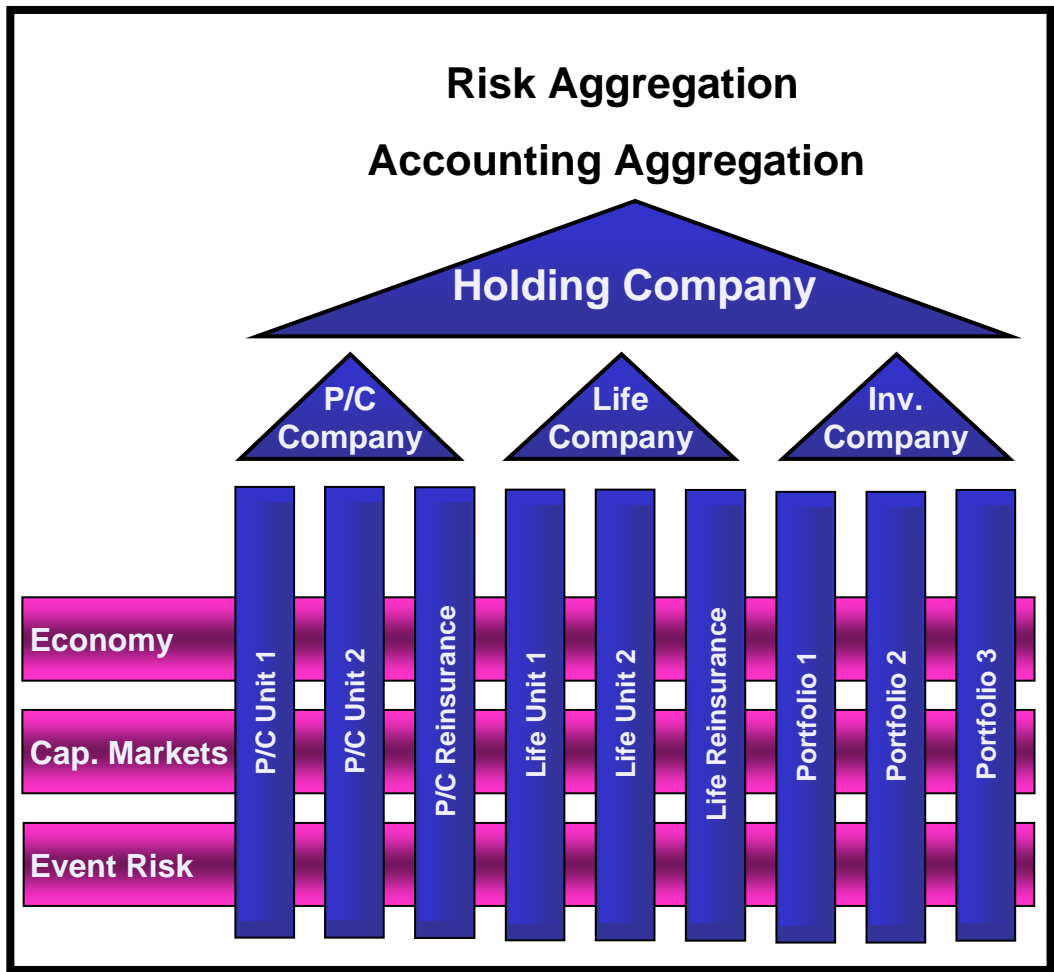 Risk Aggregation
Accounting Aggregation
Holding Company
P/C
Company
Life
Company
Inv.
Company
P/C Unit 1
P/C Unit 2
P/C Reinsurance
Life Unit 1
Life Unit 2
Life Reinsurance
Portfolio 1
Portfolio 2
Portfolio 3
Economy
Cap. Markets
Event Risk